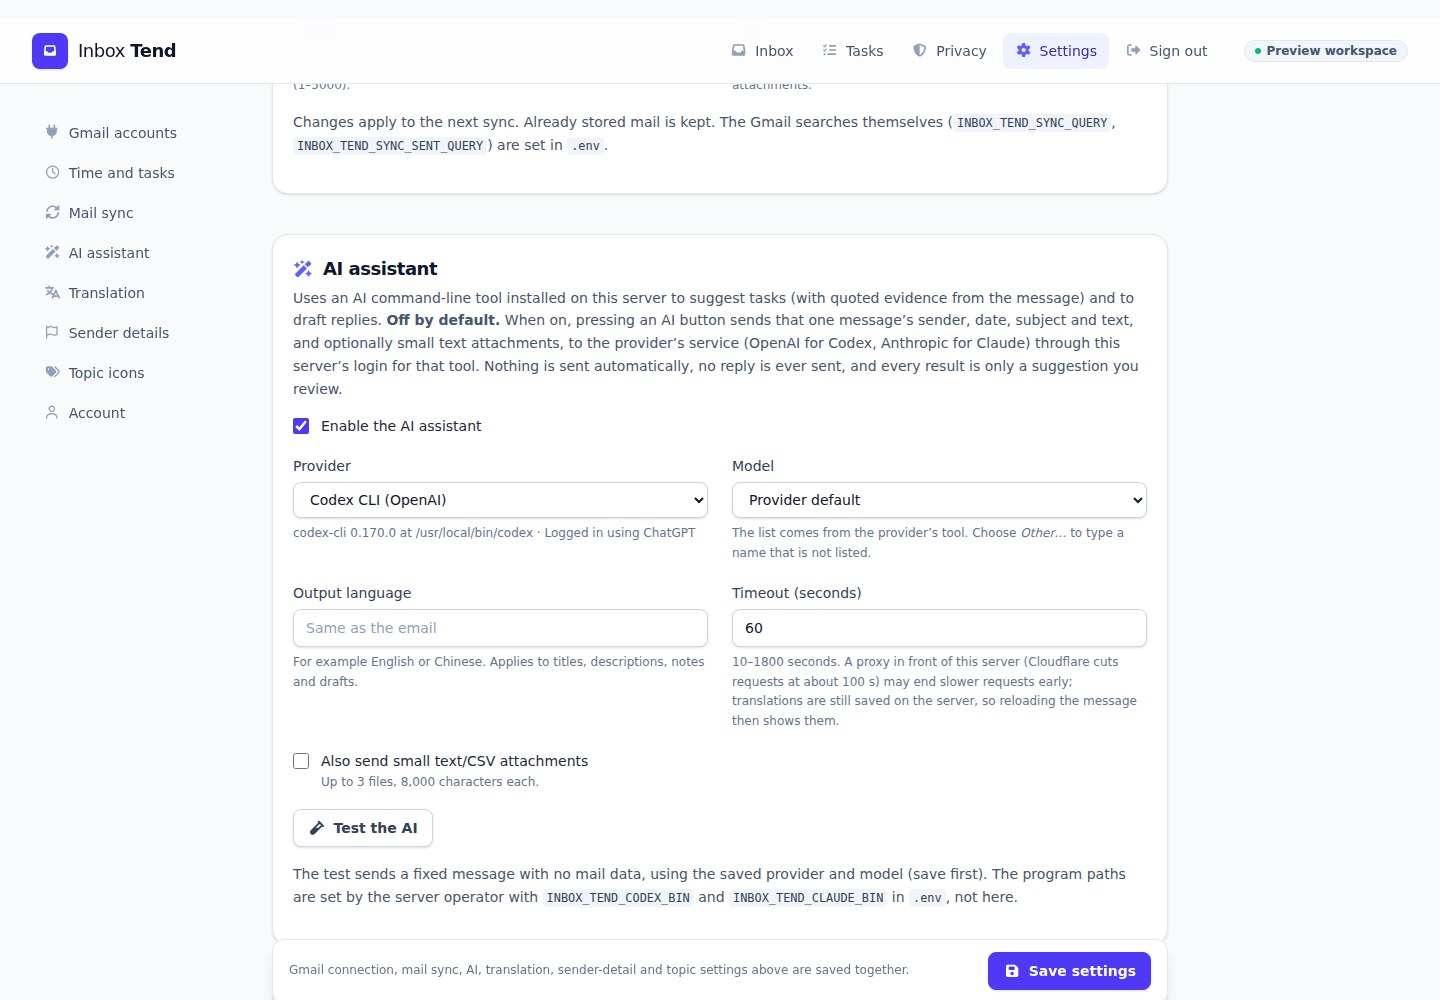 Inbox Tend
Inbox
Tasks
Privacy
Settings
Sign out
Preview workspace
(1–5000).
attachments.
Changes apply to the next sync. Already stored mail is kept. The Gmail searches themselves (INBOX_TEND_SYNC_QUERY,
INBOX_TEND_SYNC_SENT_QUERY) are set in .env.
Gmail accounts
Time and tasks
Mail sync
AI assistant
Translation
Sender details
Topic icons
Account
AI assistant
Uses an AI command-line tool installed on this server to suggest tasks (with quoted evidence from the message) and to
draft replies. Off by default. When on, pressing an AI button sends that one message’s sender, date, subject and text,
and optionally small text attachments, to the provider’s service (OpenAI for Codex, Anthropic for Claude) through this
server’s login for that tool. Nothing is sent automatically, no reply is ever sent, and every result is only a suggestion you
review.
Enable the AI assistant
Provider
Codex CLI (OpenAI)
codex-cli 0.170.0 at /usr/local/bin/codex · Logged in using ChatGPT
Model
Provider default
The list comes from the provider’s tool. Choose Other… to type a
name that is not listed.
Output language
Same as the email
For example English or Chinese. Applies to titles, descriptions, notes
and drafts.
Timeout (seconds)
60
10–1800 seconds. A proxy in front of this server (Cloudflare cuts
requests at about 100 s) may end slower requests early;
translations are still saved on the server, so reloading the message
then shows them.
Also send small text/CSV attachments
Up to 3 files, 8,000 characters each.
Test the AI
The test sends a fixed message with no mail data, using the saved provider and model (save first). The program paths
are set by the server operator with INBOX_TEND_CODEX_BIN and INBOX_TEND_CLAUDE_BIN in .env, not here.
Gmail connection, mail sync, AI, translation, sender-detail and topic settings above are saved together.
Save settings